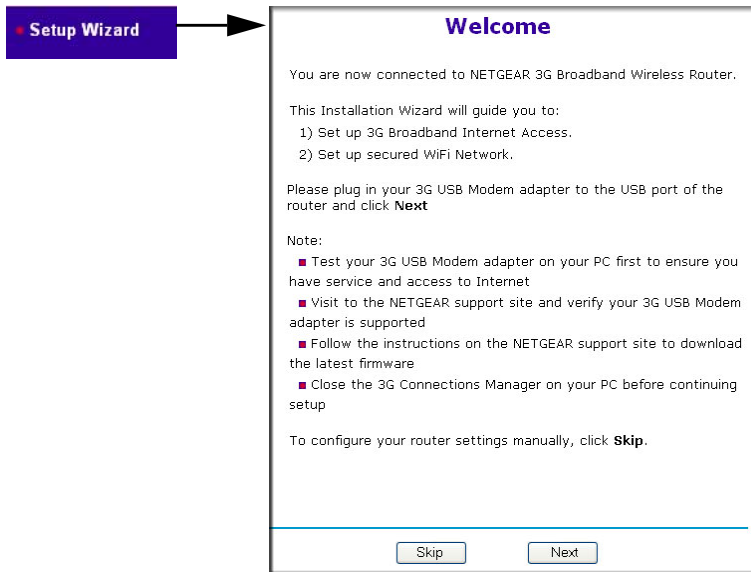 Setup Wizard
Welcome
You are now connected to NETGEAR 3G Broadband Wireless Router.
This Installation Wizard will guide you to:
1) Set up 3G Broadband Internet Access.
2) Set up secured WiFi Network.
Please plug in your 3G USB Modem adapter to the USB port of the
router and click Next
Note:
Test your 3G USB Modem adapter on your PC first to ensure you
have service and access to Internet
Visit to the NETGEAR support site and verify your 3G USB Modem
adapter is supported
Follow the instructions on the NETGEAR support site to download
the latest firmware
Close the 3G Connections Manager on your PC before continuing
setup
To configure your router settings manually, click Skip.
Skip
Next